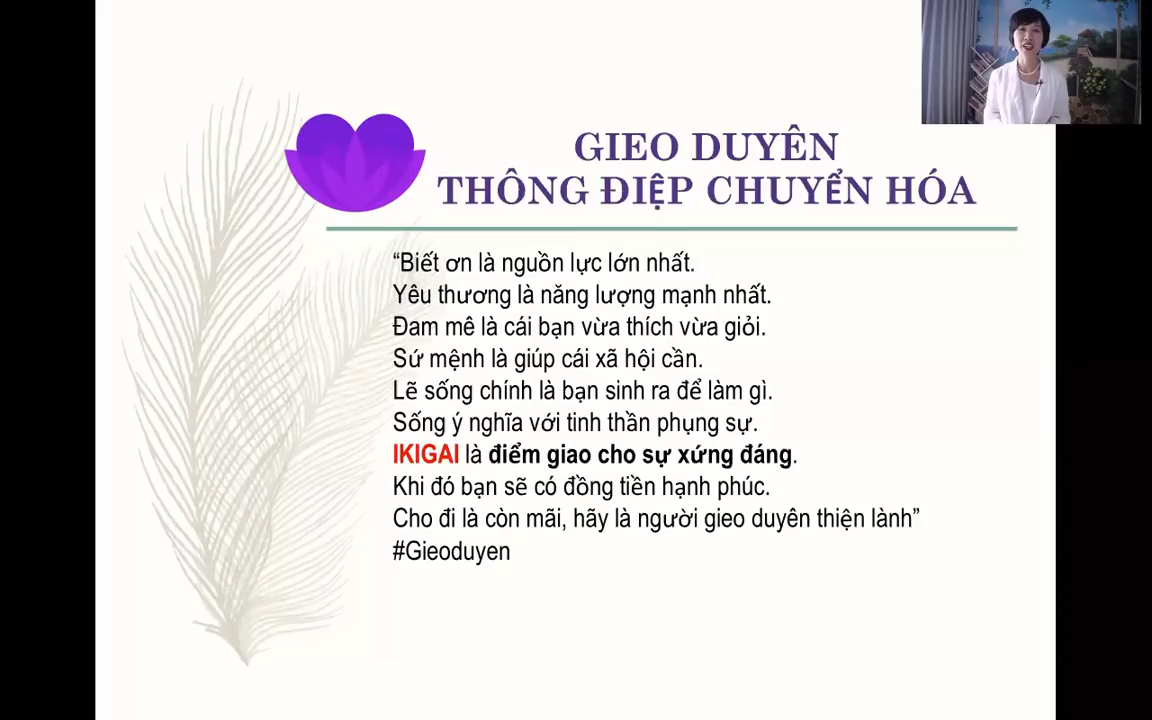 GIEO DUYÊN
THÔNG ĐIỆP CHUYỂN HÓA
“Biết ơn là nguồn lực lớn nhất.
Yêu thương là năng lượng mạnh nhất.
Đam mê là cái bạn vừa thích vừa giỏi.
Sứ mệnh là giúp cái xã hội cần.
Lẽ sống chính là bạn sinh ra để làm gì.
Sống ý nghĩa với tinh thần phụng sự.
IKIGAI là điểm giao cho sự xứng đáng.
Khi đó bạn sẽ có đồng tiền hạnh phúc.
Cho đi là còn mãi, hãy là người gieo duyên thiện lành”
#Gieoduyen